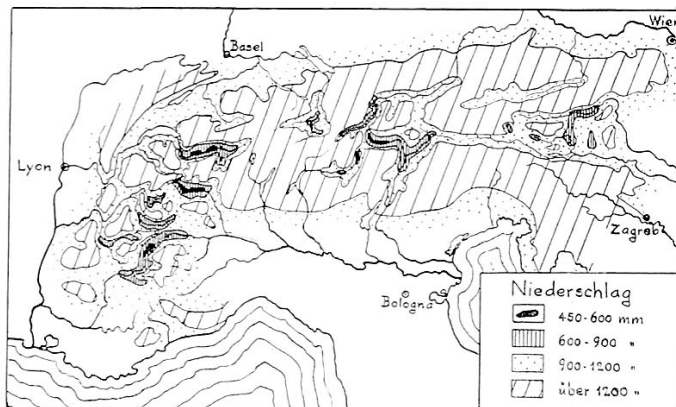 Wien
Basel
Lyon
Zagreb
Bologna
Niederschlag
450-600 mm
600-900 "
900-1200 "
über 1200 "